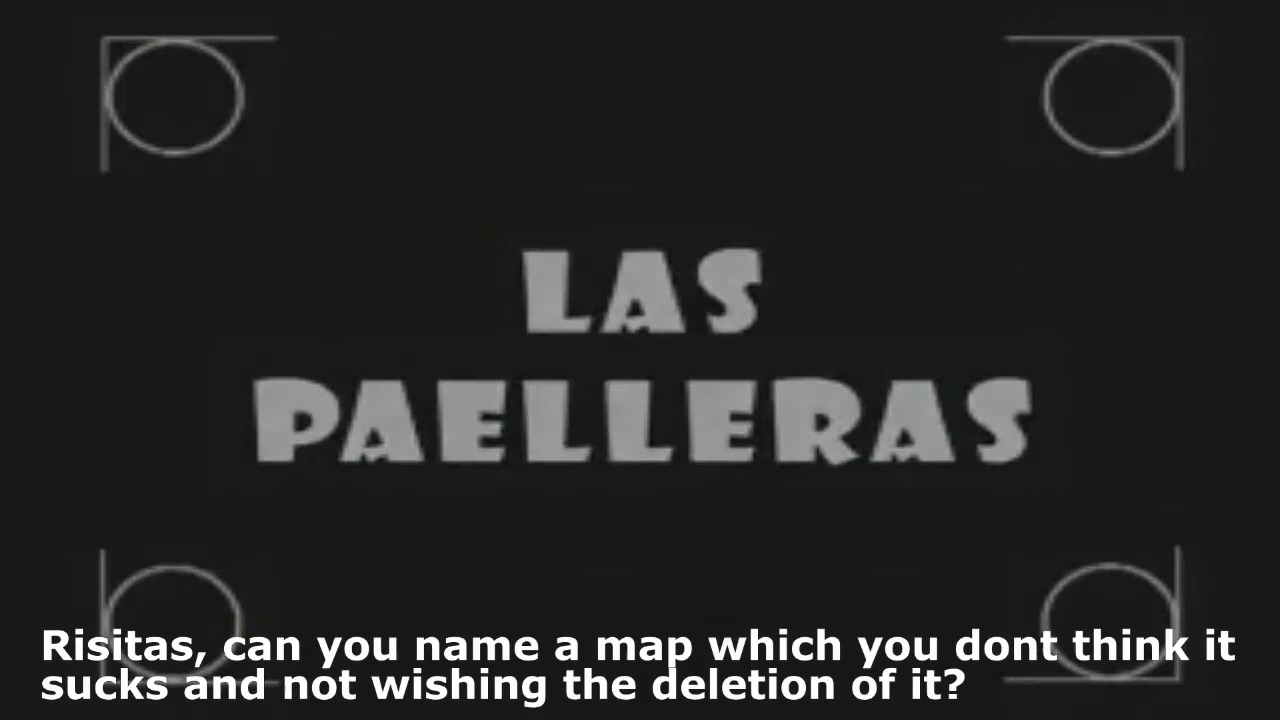 LAS
PAELLERAS
Risitas, can you name a map which you dont think it
sucks and not wishing the deletion of it?